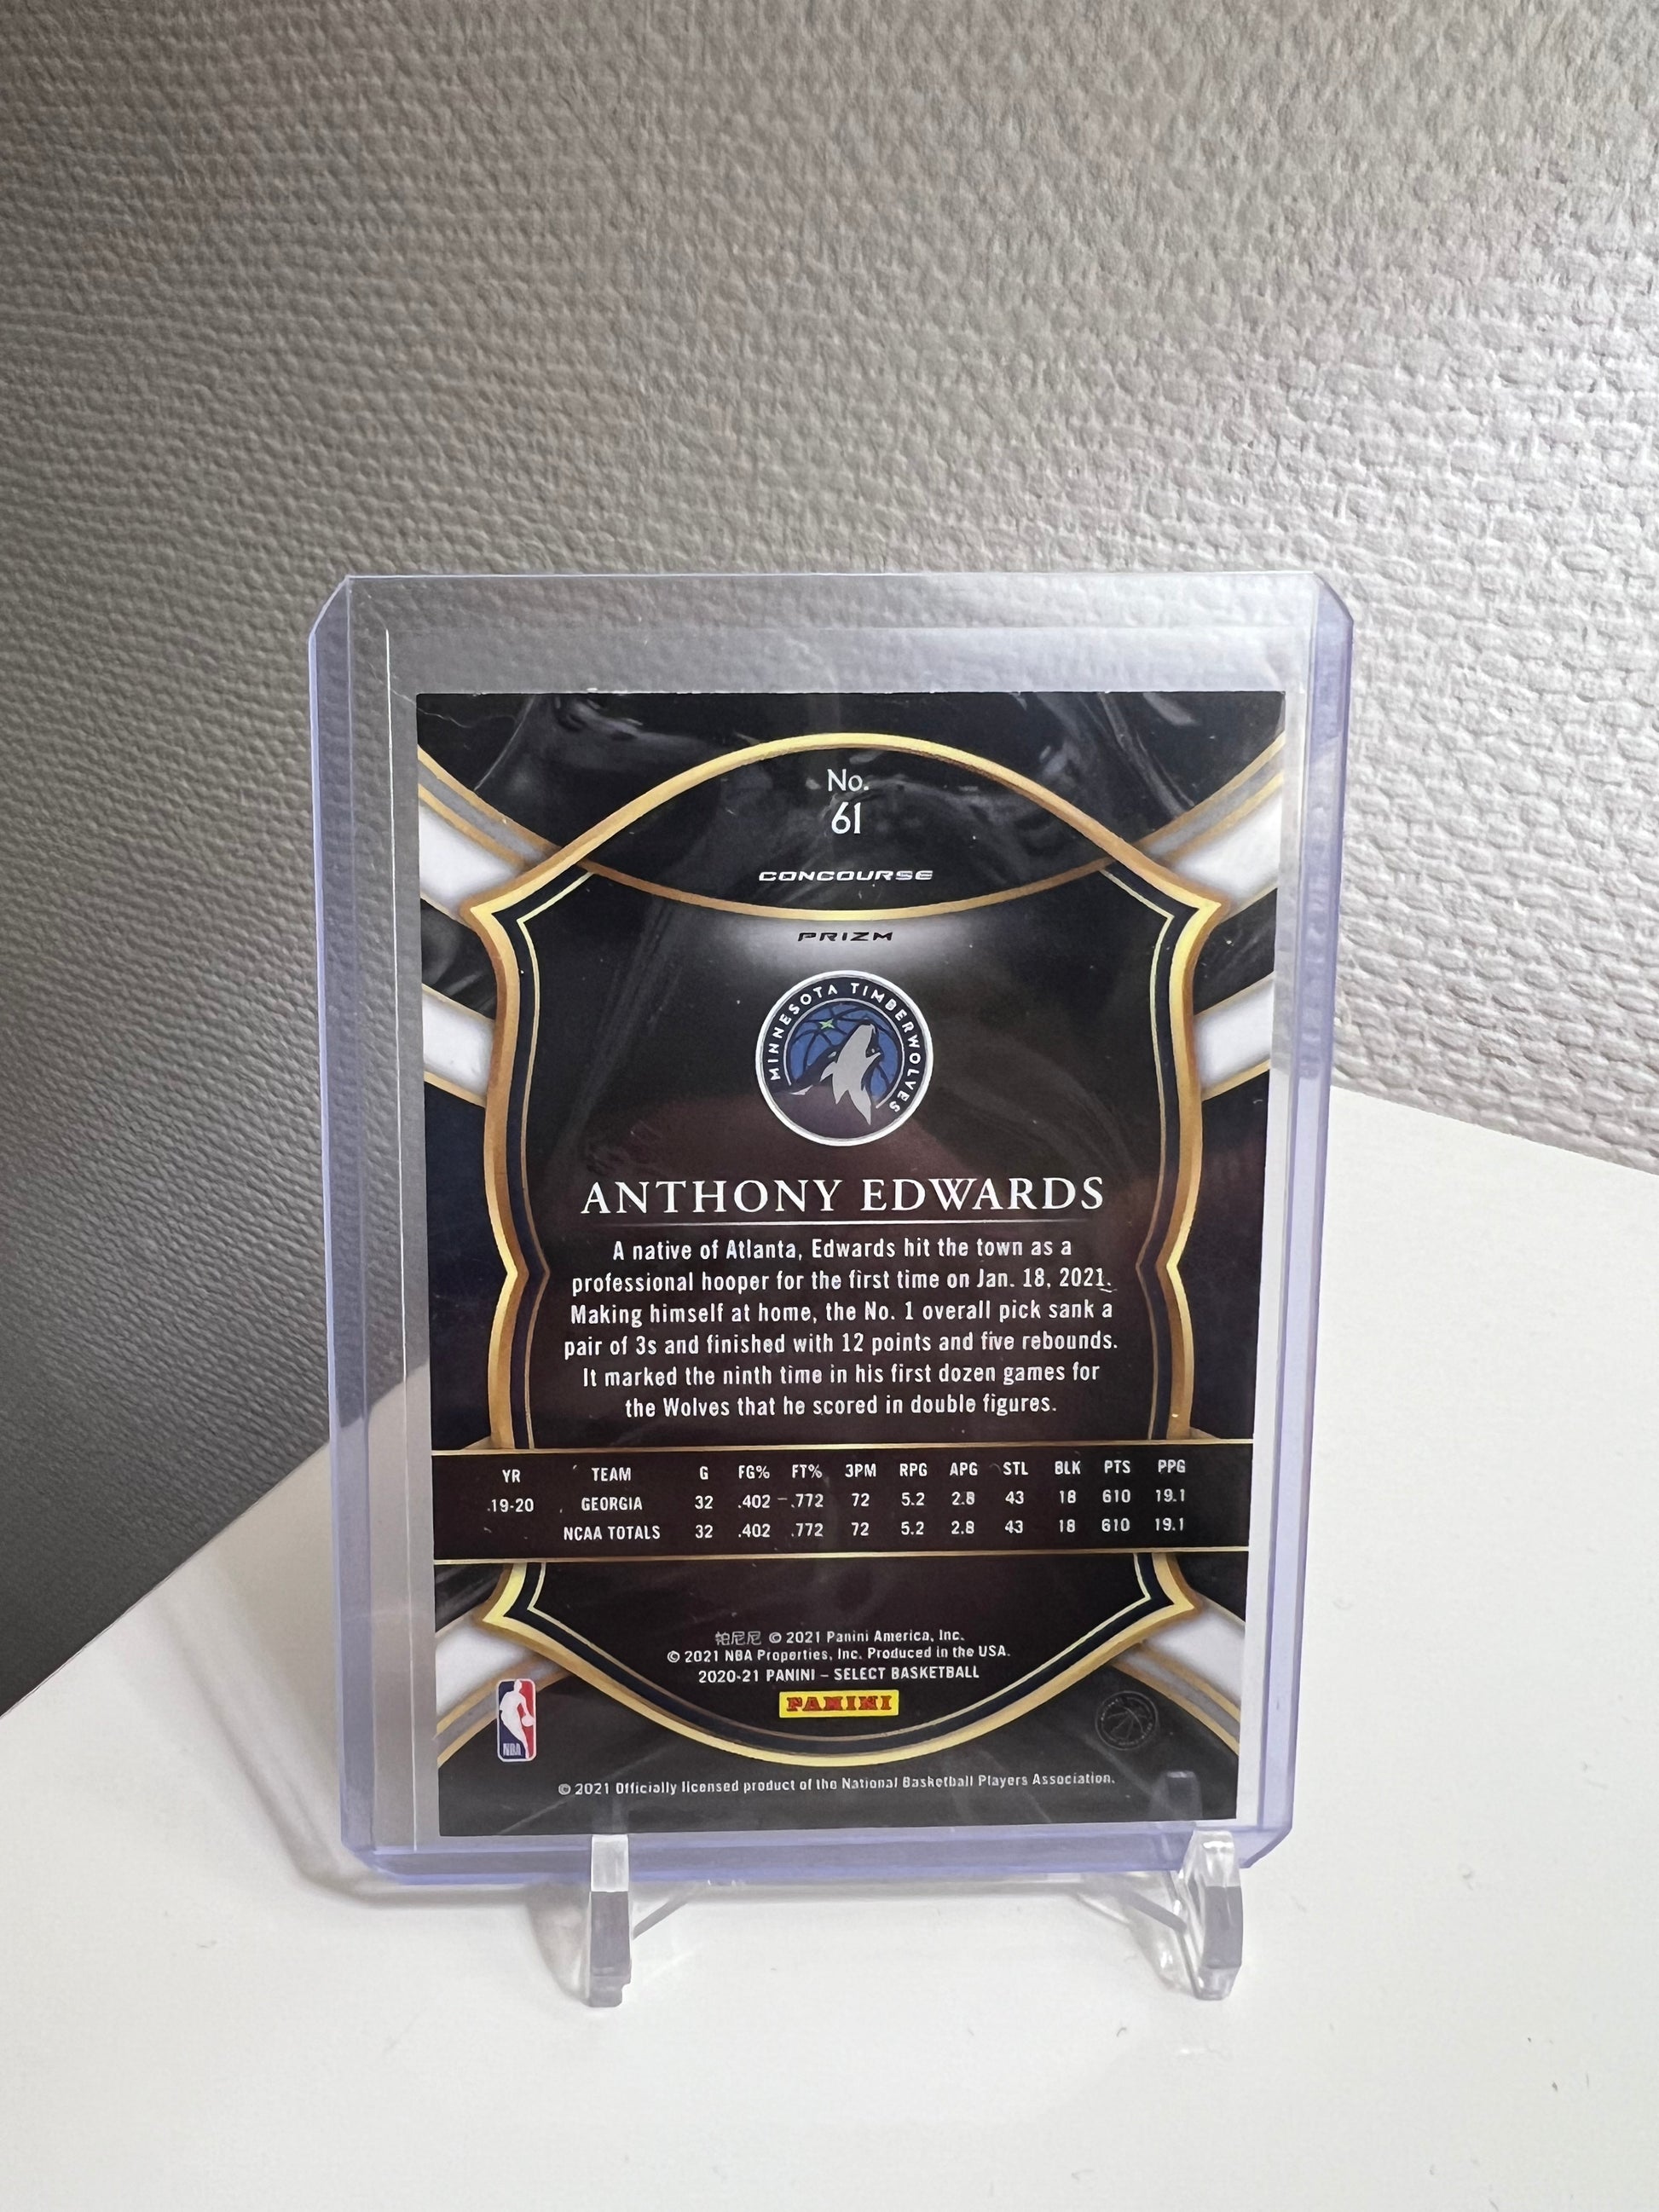 No.
61
CONCOURSE
PRIZM
MINNESOTA TIMBERWOLVES
ANTHONY EDWARDS
A native of Atlanta, Edwards hit the town as a
professional hooper for the first time on Jan. 18, 2021.
Making himself at home, the No. 1 overall pick sank a
pair of 3s and finished with 12 points and five rebounds.
It marked the ninth time in his first dozen games for
the Wolves that he scored in double figures.
YR TEAM G FG% FT% 3PM RPG APG STL BLK PTS PPG
19-20 GEORGIA 32 .402 .772 72 5.2 2.8 43 18 610 19.1
NCAA TOTALS 32 .402 .772 72 5.2 2.8 43 18 610 19.1
帕尼尼 © 2021 Panini America, Inc.
© 2021 NBA Properties, Inc. Produced in the USA.
2020-21 PANINI – SELECT BASKETBALL
PANINI
NBA
© 2021 Officially licensed product of the National Basketball Players Association.